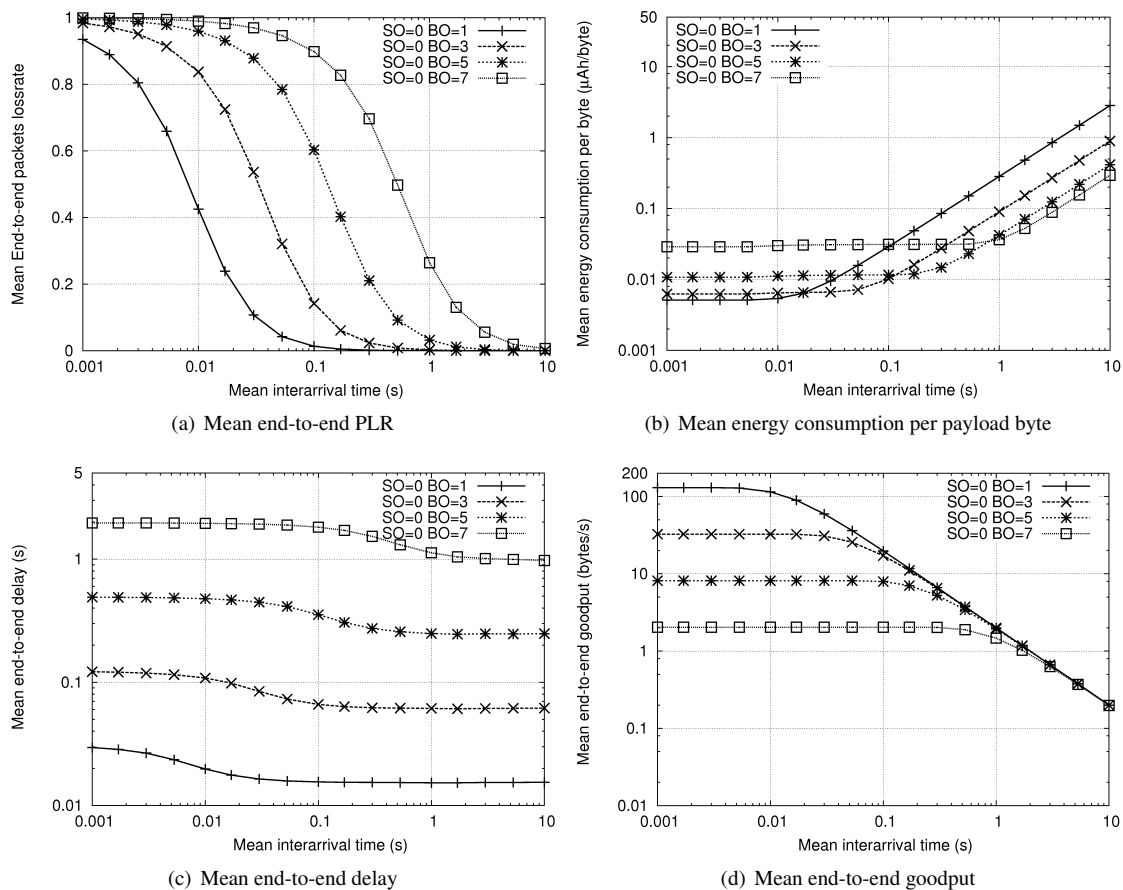 SO=0 BO=1
SO=0 BO=3
SO=0 BO=5
SO=0 BO=7
1
0.8
0.6
0.4
0.2
0
0.001
0.01
0.1
1
10
Mean End-to-end packets lossrate
Mean interarrival time (s)
(a) Mean end-to-end PLR
SO=0 BO=1
SO=0 BO=3
SO=0 BO=5
SO=0 BO=7
50
10
1
0.1
0.01
0.001
0.001
0.01
0.1
1
10
Mean energy consumption per byte (μAh/byte)
Mean interarrival time (s)
(b) Mean energy consumption per payload byte
SO=0 BO=1
SO=0 BO=3
SO=0 BO=5
SO=0 BO=7
5
1
0.1
0.01
0.001
0.01
0.1
1
10
Mean end-to-end delay (s)
Mean interarrival time (s)
(c) Mean end-to-end delay
SO=0 BO=1
SO=0 BO=3
SO=0 BO=5
SO=0 BO=7
200
100
10
1
0.1
0.01
0.001
0.01
0.1
1
10
Mean end-to-end goodput (bytes/s)
Mean interarrival time (s)
(d) Mean end-to-end goodput